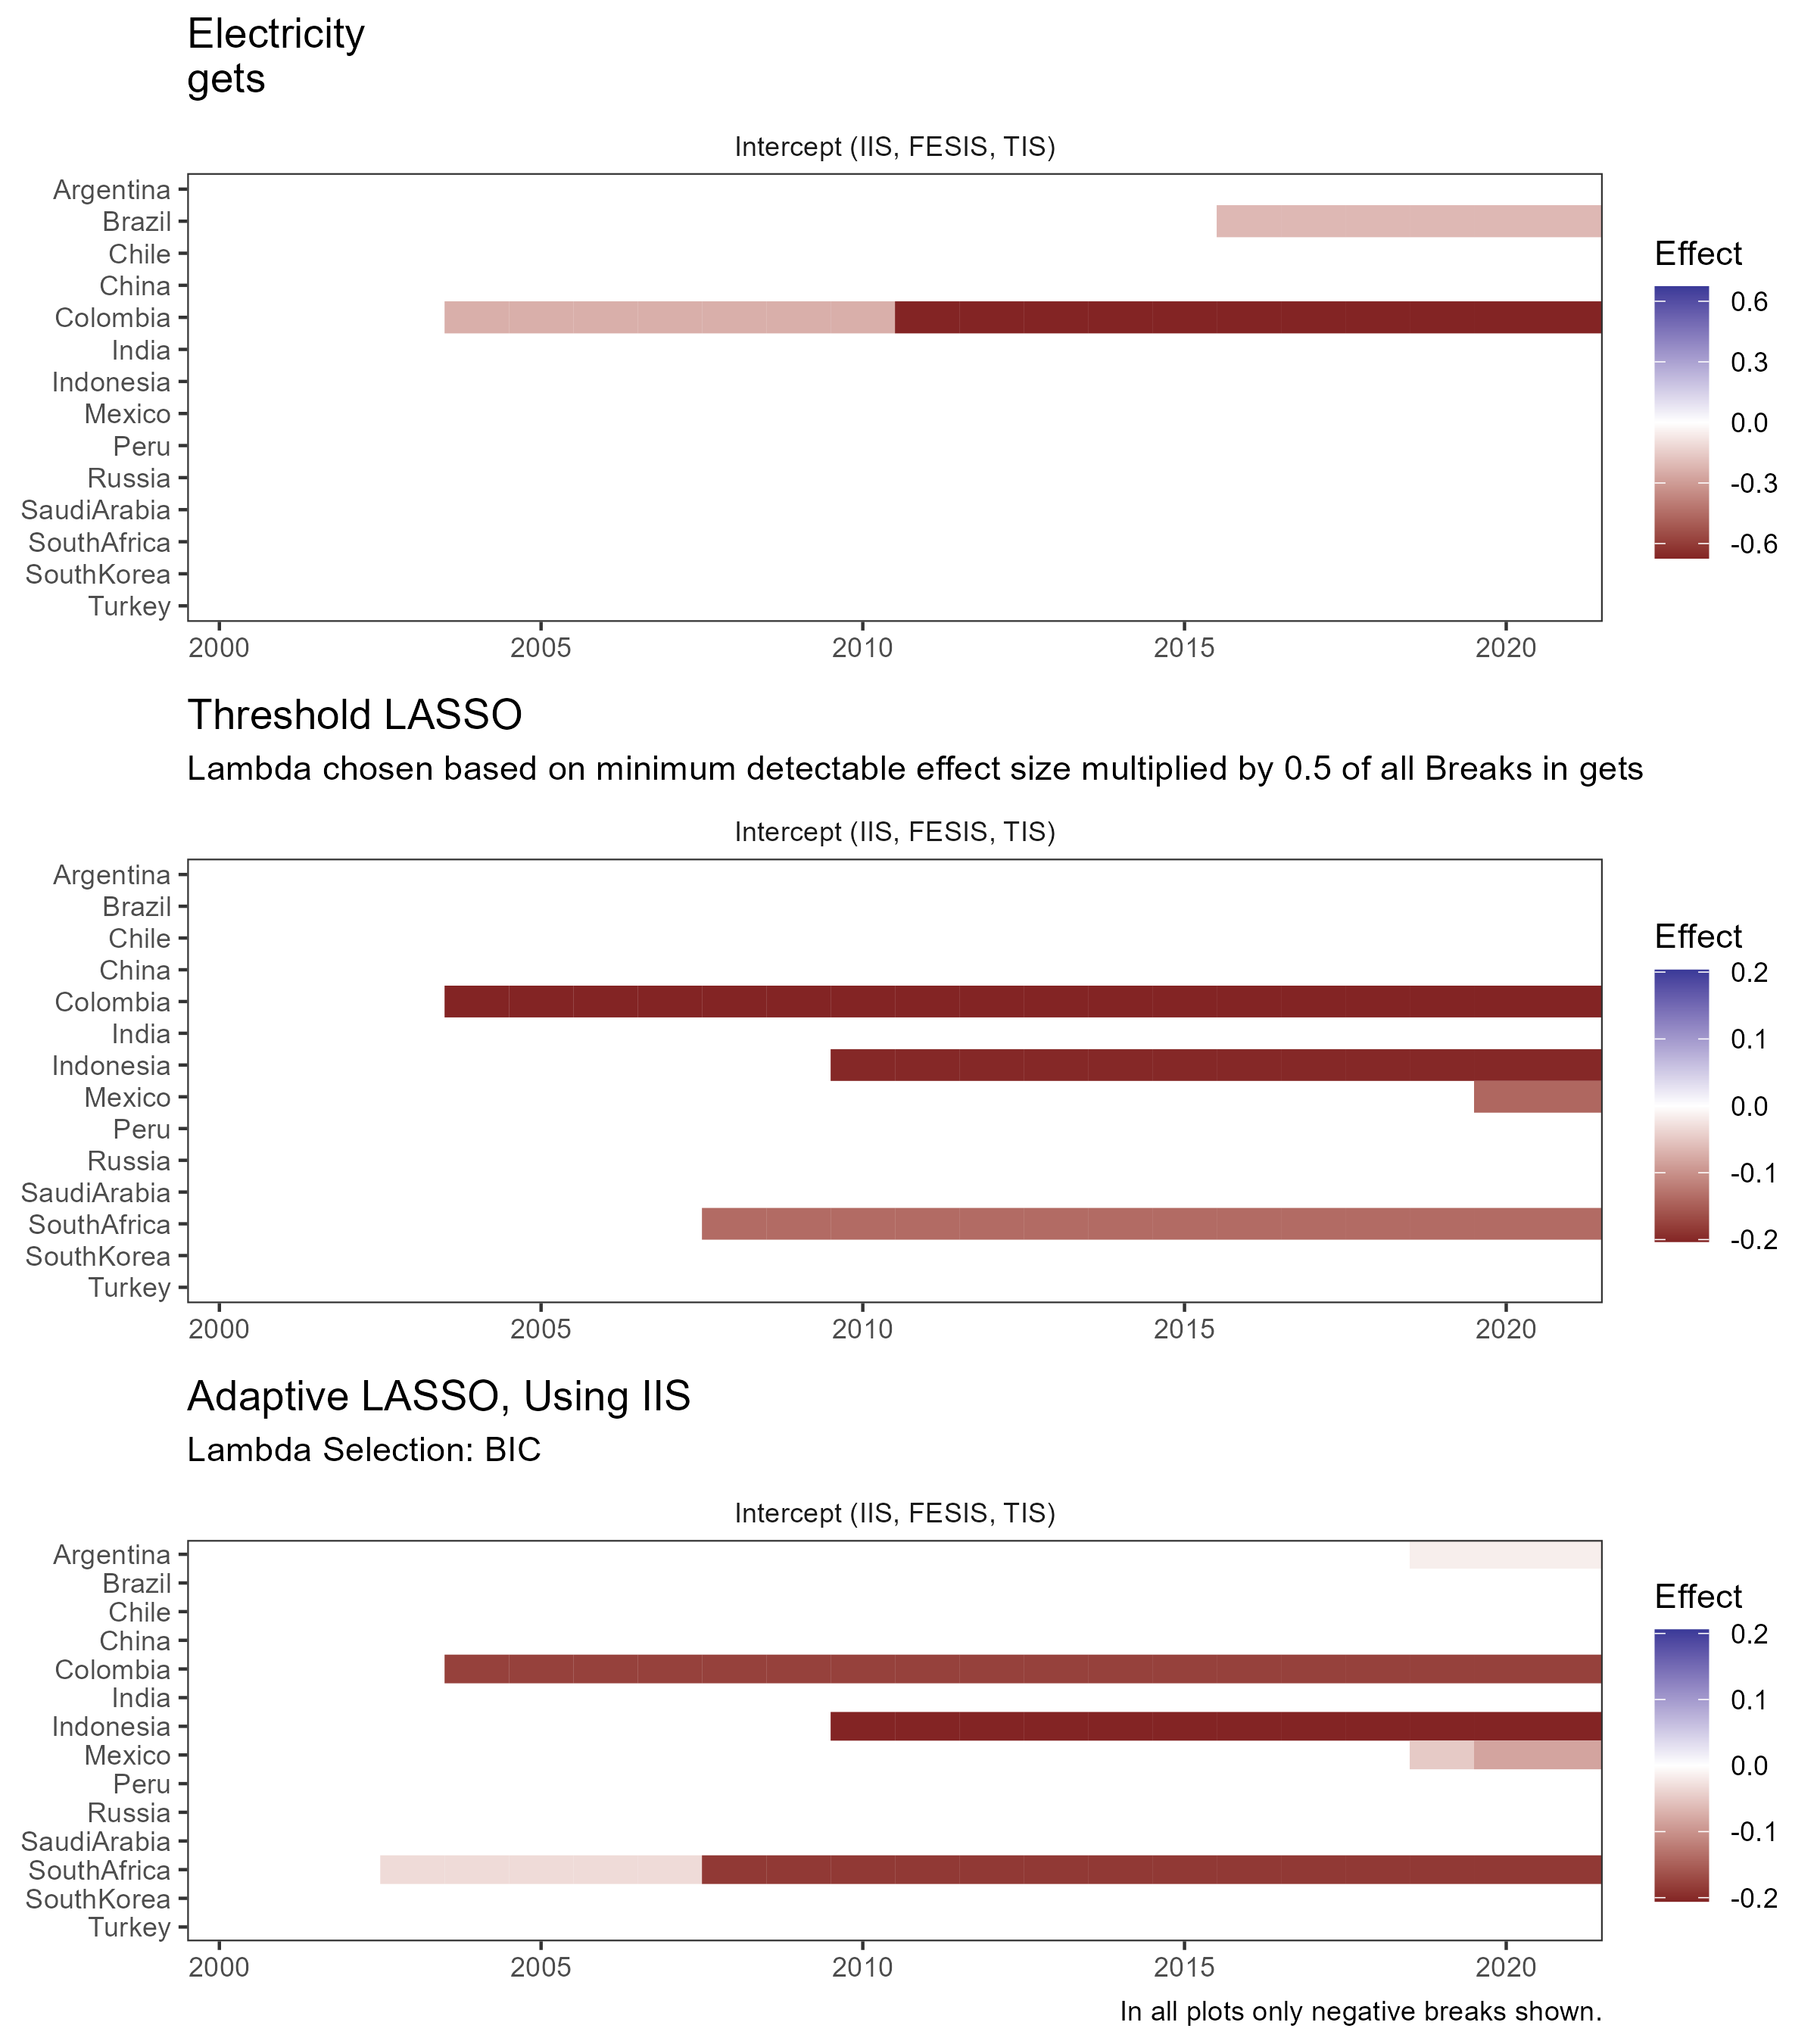 Electricity
gets
Intercept (IIS, FESIS, TIS)
Argentina
Brazil
Chile
China
Colombia
India
Indonesia
Mexico
Peru
Russia
SaudiArabia
SouthAfrica
SouthKorea
Turkey
2000 2005 2010 2015 2020
Effect
0.6
0.3
0.0
-0.3
-0.6
Threshold LASSO
Lambda chosen based on minimum detectable effect size multiplied by 0.5 of all Breaks in gets
Intercept (IIS, FESIS, TIS)
Argentina
Brazil
Chile
China
Colombia
India
Indonesia
Mexico
Peru
Russia
SaudiArabia
SouthAfrica
SouthKorea
Turkey
2000 2005 2010 2015 2020
Effect
0.2
0.1
0.0
-0.1
-0.2
Adaptive LASSO, Using IIS
Lambda Selection: BIC
Intercept (IIS, FESIS, TIS)
Argentina
Brazil
Chile
China
Colombia
India
Indonesia
Mexico
Peru
Russia
SaudiArabia
SouthAfrica
SouthKorea
Turkey
2000 2005 2010 2015 2020
Effect
0.2
0.1
0.0
-0.1
-0.2
In all plots only negative breaks shown.